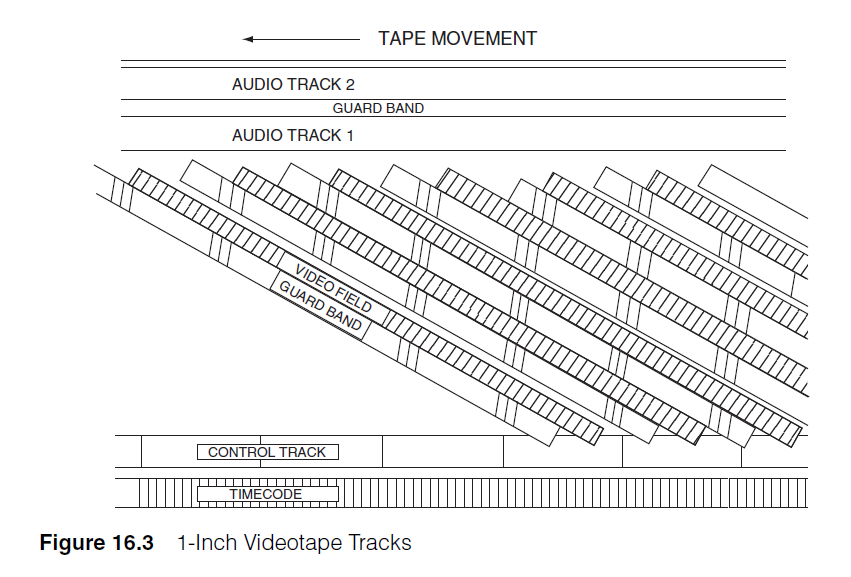 TAPE MOVEMENT
AUDIO TRACK 2
GUARD BAND
AUDIO TRACK 1
VIDEO FIELD
GUARD BAND
CONTROL TRACK
TIMECODE
Figure 16.3 1-Inch Videotape Tracks